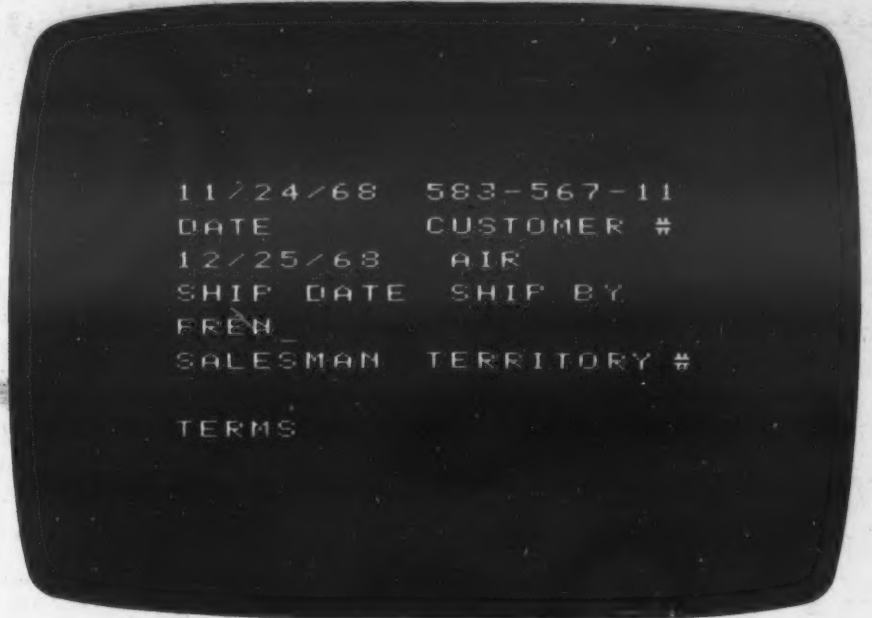 11/24/68 583-567-11
DATE CUSTOMER #
12/25/68 AIR
SHIP DATE SHIP BY
PREN_
SALESMAN TERRITORY #
TERMS